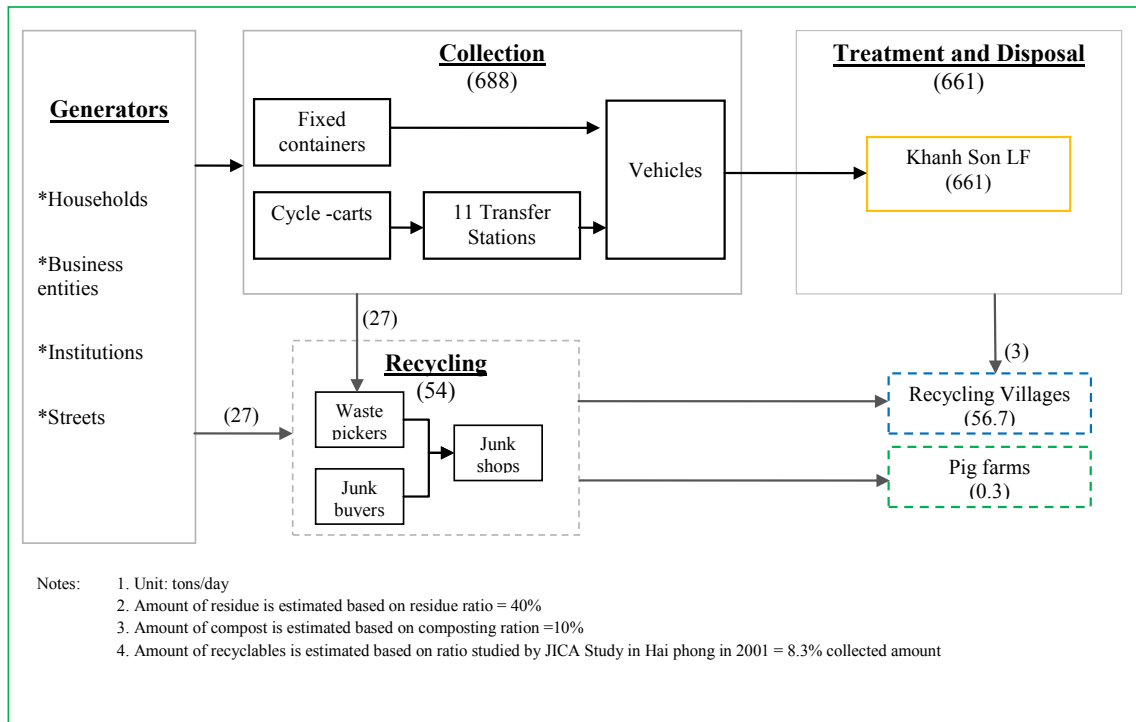 Generators
*Households
*Business
entities
*Institutions
*Streets
Collection
(688)
Fixed
containers
Cycle -carts
11 Transfer
Stations
Vehicles
Treatment and Disposal
(661)
Khanh Son LF
(661)
(27)
(3)
(27)
Recycling
(54)
Waste
pickers
Junk
buyers
Junk
shops
Recycling Villages
(56.7)
Pig farms
(0.3)
Notes: 1. Unit: tons/day
2. Amount of residue is estimated based on residue ratio = 40%
3. Amount of compost is estimated based on composting ration =10%
4. Amount of recyclables is estimated based on ratio studied by JICA Study in Hai phong in 2001 = 8.3% collected amount